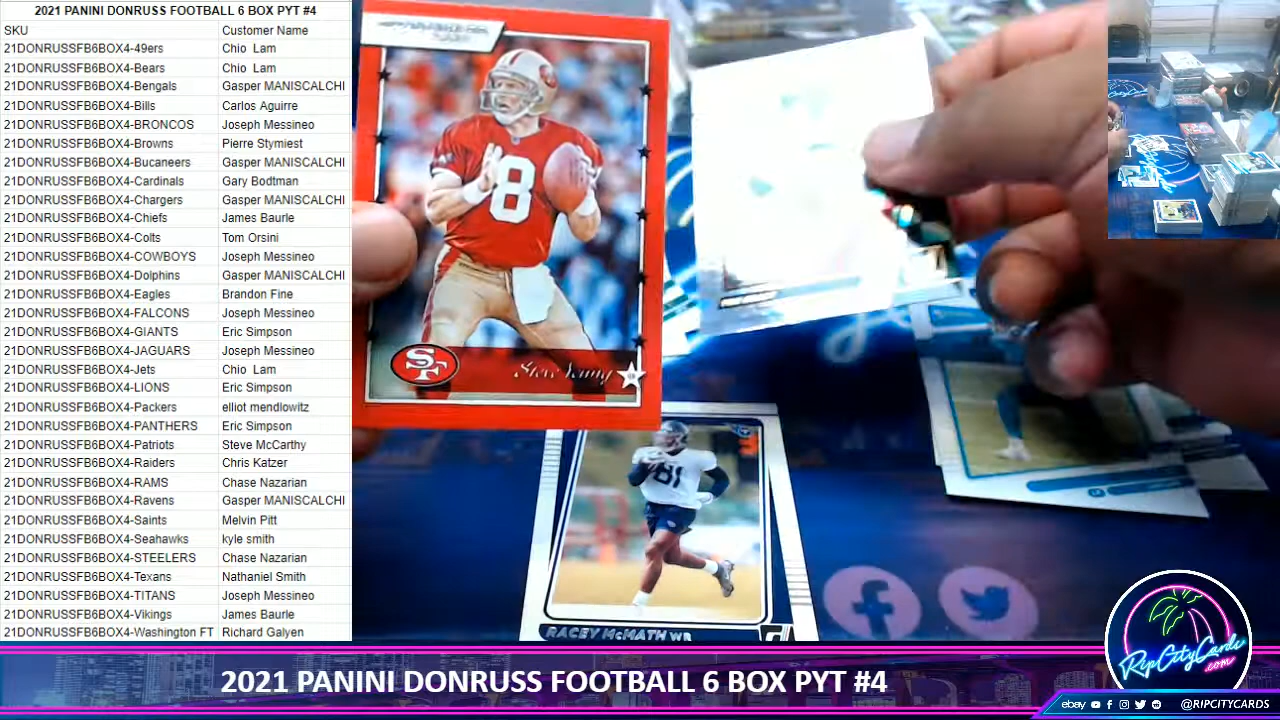 2021 PANINI DONRUSS FOOTBALL 6 BOX PYT #4
SKU Customer Name
21DONRUSSFB6BOX4-49ers Chio Lam
21DONRUSSFB6BOX4-Bears Chio Lam
21DONRUSSFB6BOX4-Bengals Gasper MANISCALCHI
21DONRUSSFB6BOX4-Bills Carlos Aguirre
21DONRUSSFB6BOX4-BRONCOS Joseph Messineo
21DONRUSSFB6BOX4-Browns Pierre Stymiest
21DONRUSSFB6BOX4-Bucaneers Gasper MANISCALCHI
21DONRUSSFB6BOX4-Cardinals Gary Bodtman
21DONRUSSFB6BOX4-Chargers Gasper MANISCALCHI
21DONRUSSFB6BOX4-Chiefs James Baurle
21DONRUSSFB6BOX4-Colts Tom Orsini
21DONRUSSFB6BOX4-COWBOYS Joseph Messineo
21DONRUSSFB6BOX4-Dolphins Gasper MANISCALCHI
21DONRUSSFB6BOX4-Eagles Brandon Fine
21DONRUSSFB6BOX4-FALCONS Joseph Messineo
21DONRUSSFB6BOX4-GIANTS Eric Simpson
21DONRUSSFB6BOX4-JAGUARS Joseph Messineo
21DONRUSSFB6BOX4-Jets Chio Lam
21DONRUSSFB6BOX4-LIONS Eric Simpson
21DONRUSSFB6BOX4-Packers elliot mendlowitz
21DONRUSSFB6BOX4-PANTHERS Eric Simpson
21DONRUSSFB6BOX4-Patriots Steve McCarthy
21DONRUSSFB6BOX4-Raiders Chris Katzer
21DONRUSSFB6BOX4-RAMS Chase Nazarian
21DONRUSSFB6BOX4-Ravens Gasper MANISCALCHI
21DONRUSSFB6BOX4-Saints Melvin Pitt
21DONRUSSFB6BOX4-Seahawks kyle smith
21DONRUSSFB6BOX4-STEELERS Chase Nazarian
21DONRUSSFB6BOX4-Texans Nathaniel Smith
21DONRUSSFB6BOX4-TITANS Joseph Messineo
21DONRUSSFB6BOX4-Vikings James Baurle
21DONRUSSFB6BOX4-Washington FT Richard Galyen
8
SF
Steve Young
81
RACEY McMATH WR
2021 PANINI DONRUSS FOOTBALL 6 BOX PYT #4
RipCityCards
.com
ebay @RIPCITYCARDS